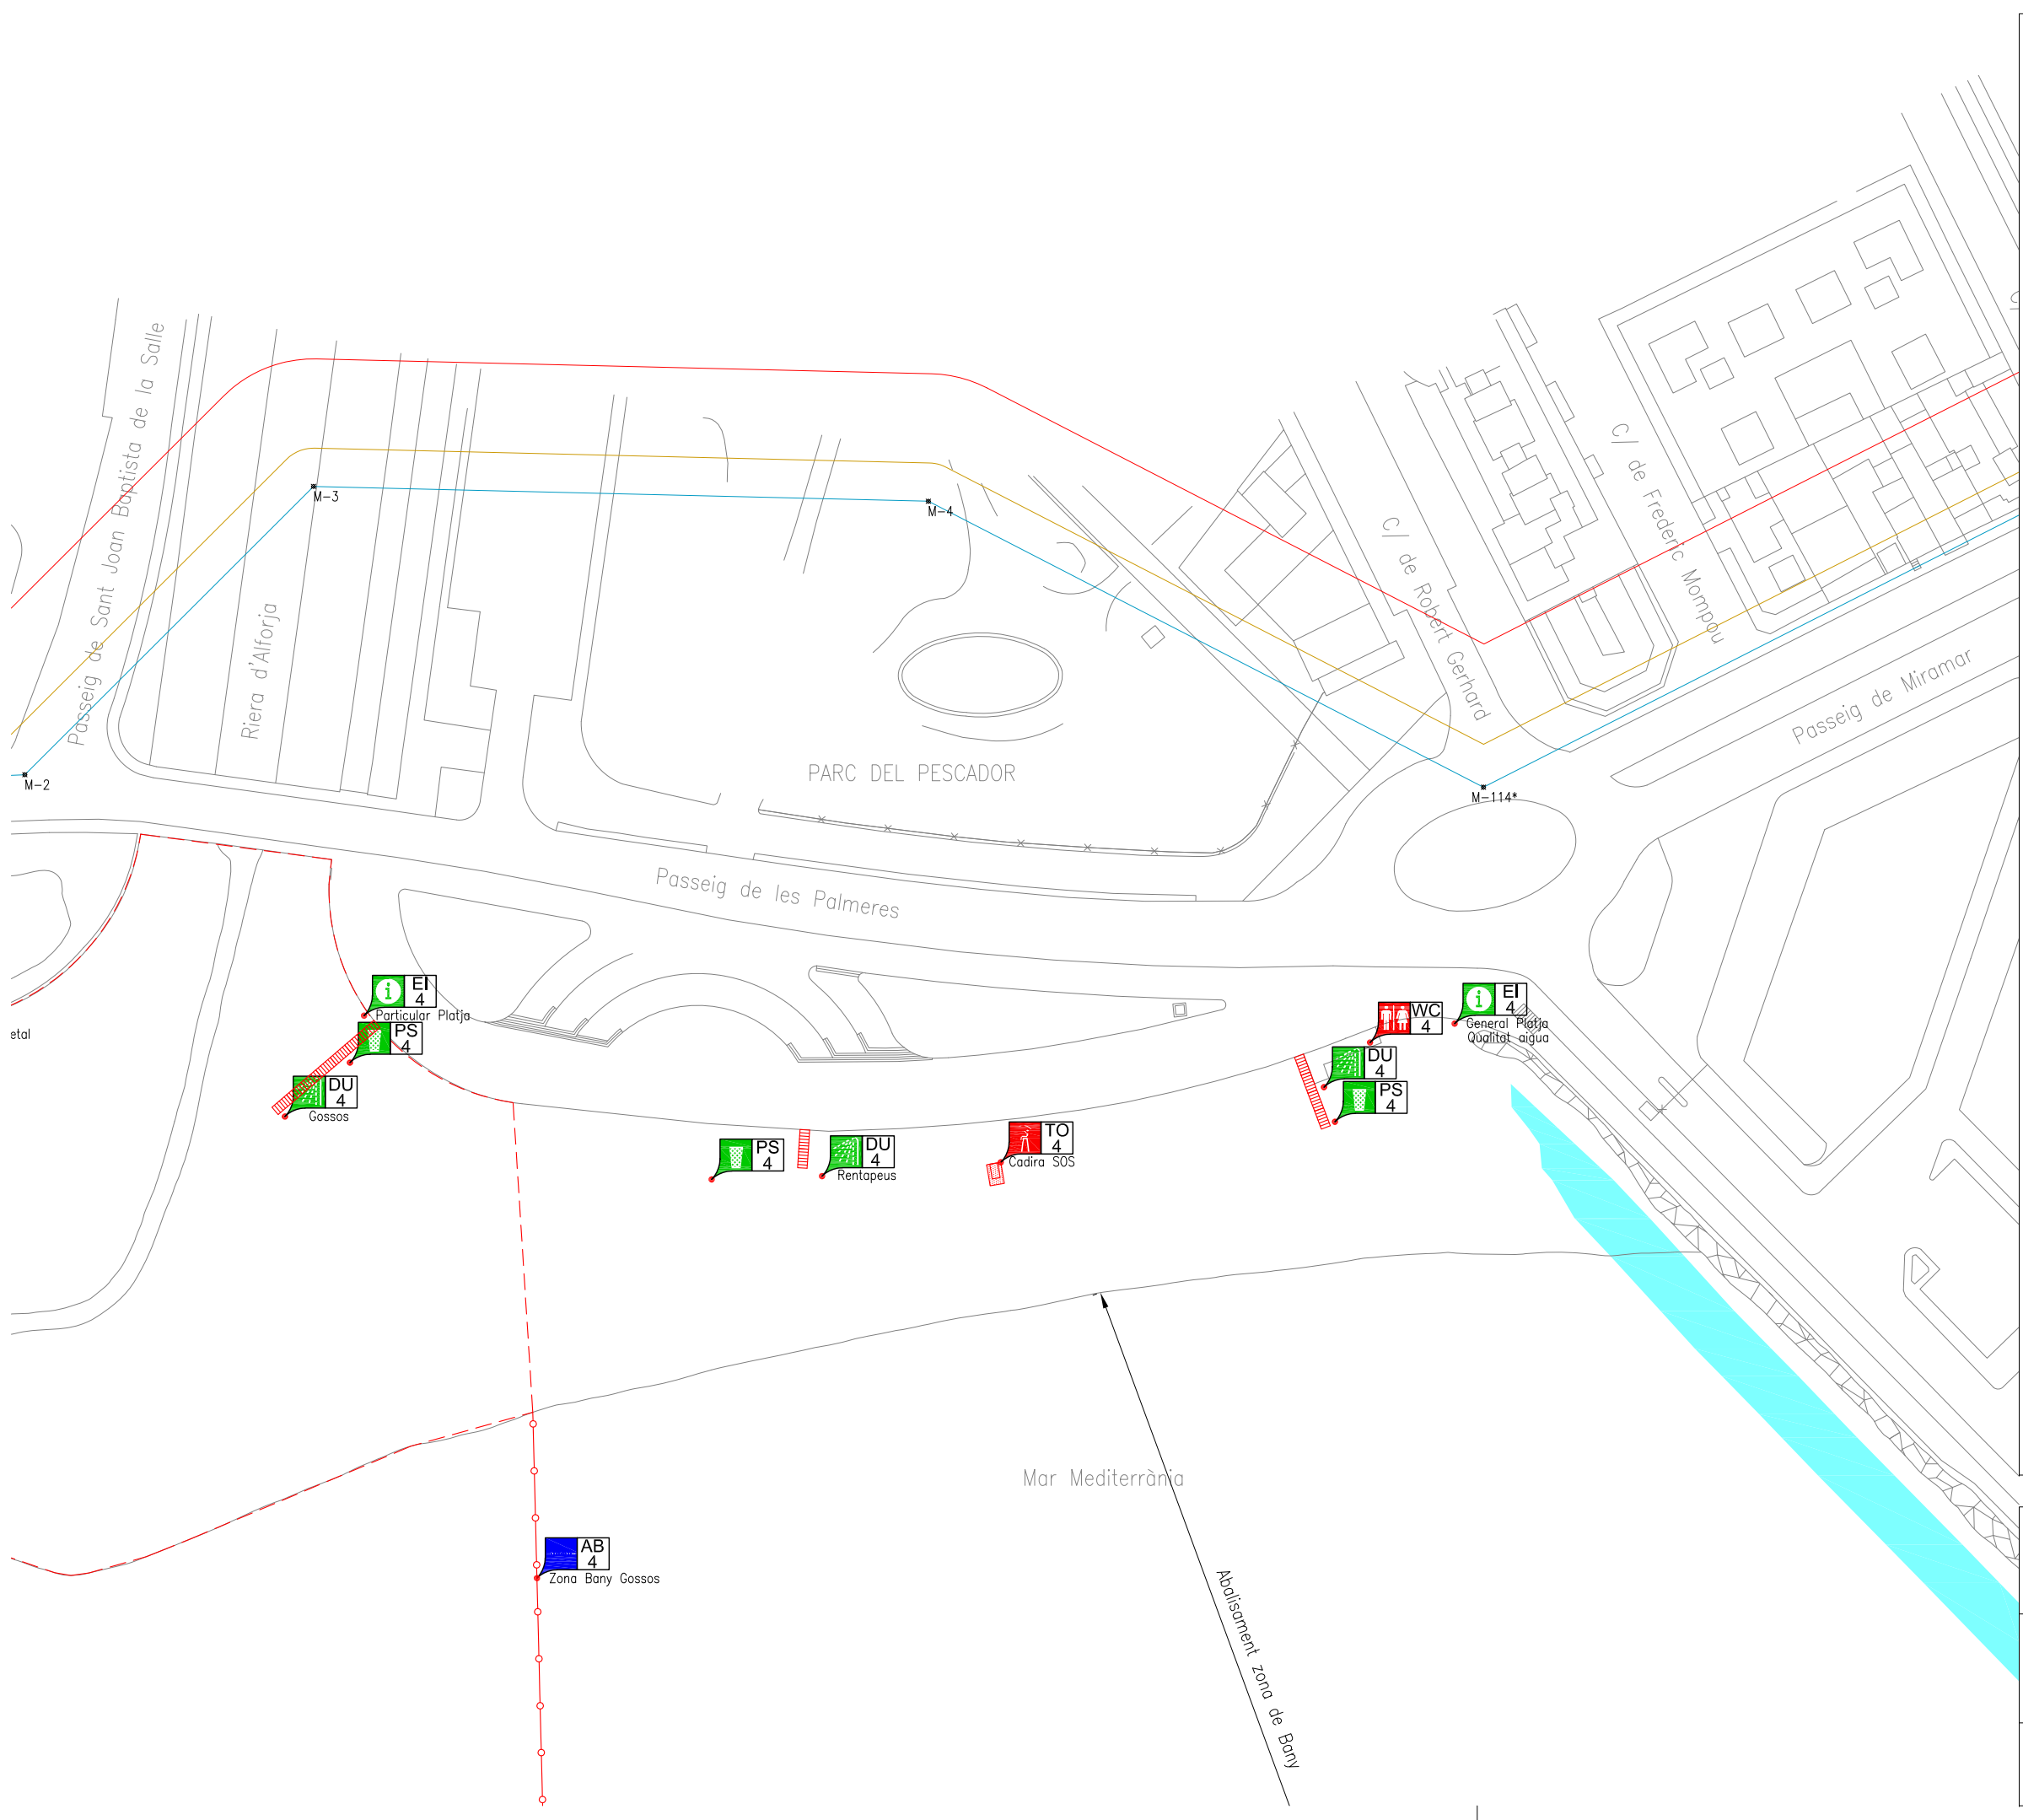 Passeig de Sant Joan Baptista de la Salle
Riera d'Alforja
M-3
M-4
C/ de Robert Gerhard
C/ de Frederic Mompou
Passeig de Miramar
M-2
PARC DEL PESCADOR
M-114*
Passeig de les Palmeres
etal
EI
4
Particular Platja
PS
4
DU
4
Gossos
PS
4
DU
4
Rentapeus
TO
4
Cadira SOS
WC
4
EI
4
General Platja
Qualitat aigua
DU
4
PS
4
Mar Mediterrània
AB
4
Zona Bany Gossos
Abalisament zona de Bany